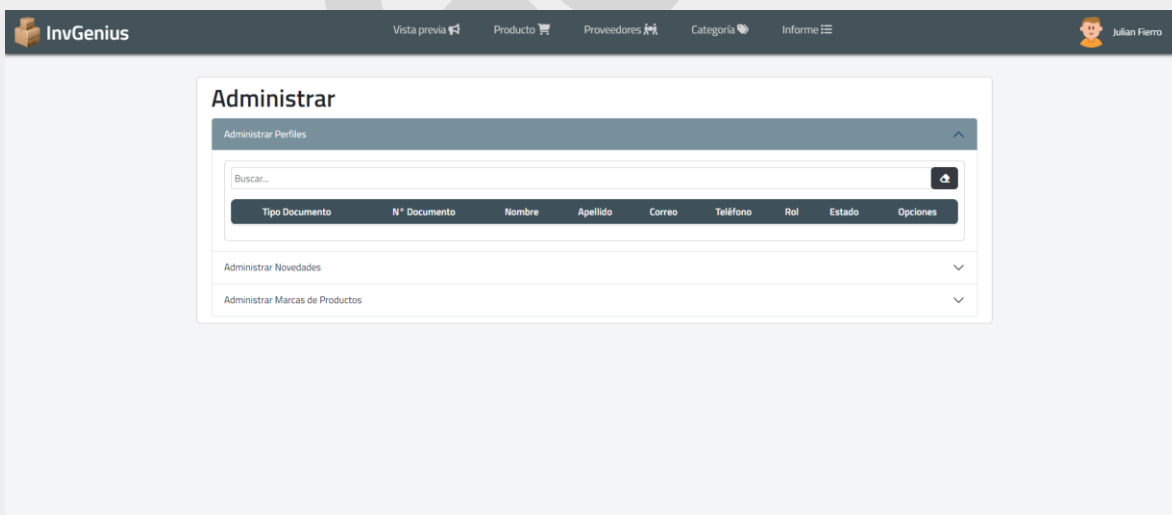 InvGenius Vista previa Producto Proveedores Categoría Informe Julian Fierro
Administrar
Administrar Perfiles
Buscar...
Tipo Documento N° Documento Nombre Apellido Correo Teléfono Rol Estado Opciones
Administrar Novedades
Administrar Marcas de Productos